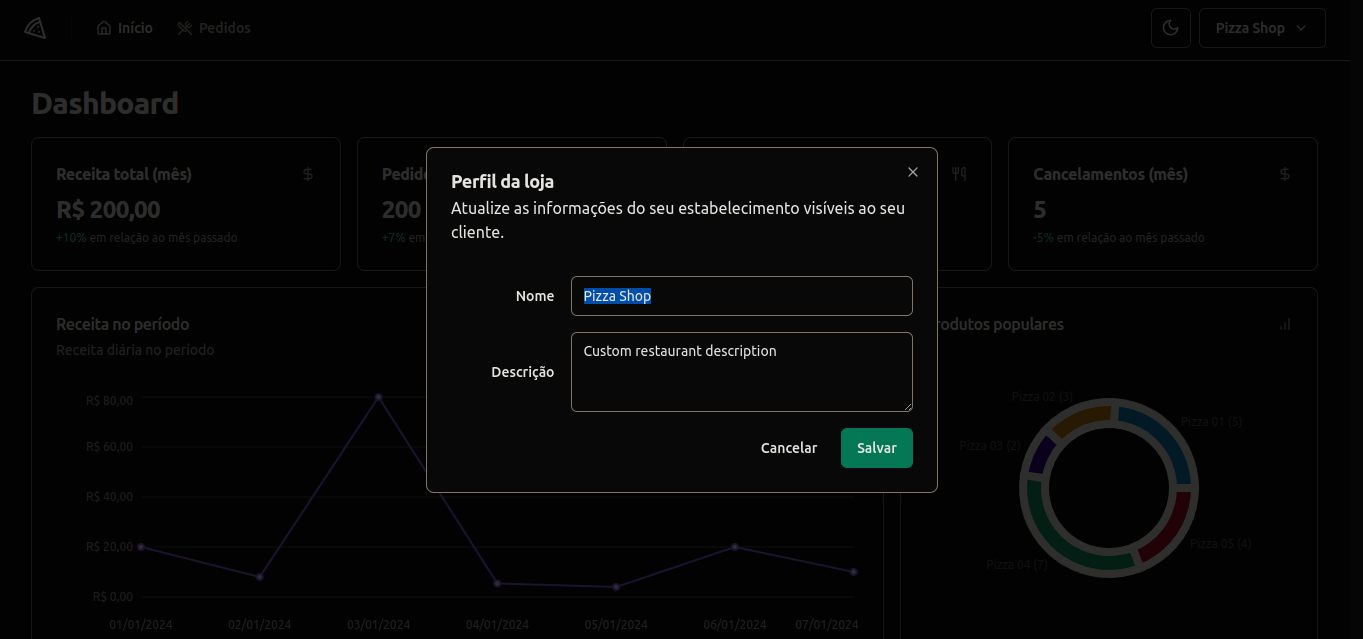 Início
Pedidos
Pizza Shop
Dashboard
Receita total (mês)
R$ 200,00
+10% em relação ao mês passado
200
+7% em
Cancelamentos (mês)
5
-5% em relação ao mês passado
Perfil da loja
Atualize as informações do seu estabelecimento visíveis ao seu
cliente.
Nome
Pizza Shop
Descrição
Custom restaurant description
Cancelar
Salvar
Receita no período
Receita diária no período
R$ 80,00
R$ 60,00
R$ 40,00
R$ 20,00
R$ 0,00
01/01/2024
02/01/2024
03/01/2024
04/01/2024
05/01/2024
06/01/2024
07/01/2024
rodutos populares
Pizza 02 (3)
Pizza 01 (5)
Pizza 03 (2)
Pizza 05 (4)
Pizza 04 (7)